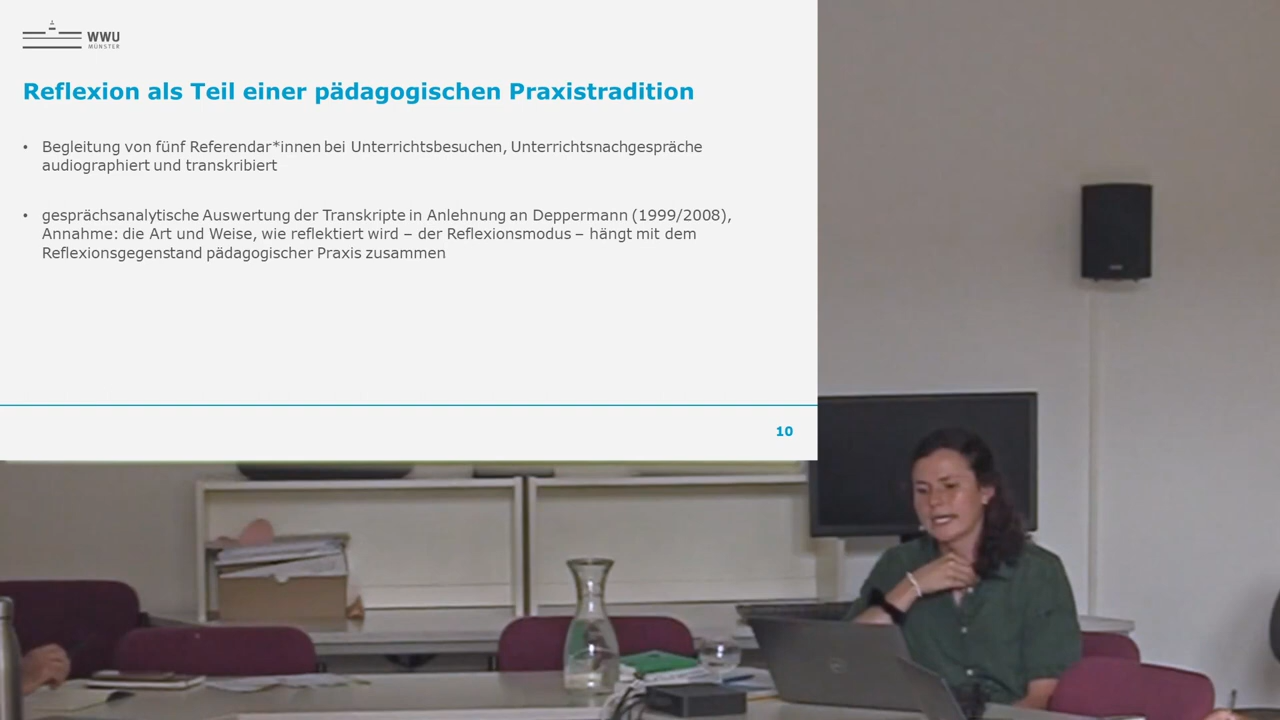 WWU
MÜNSTER
Reflexion als Teil einer pädagogischen Praxistradition
• Begleitung von fünf Referendar*innen bei Unterrichtsbesuchen, Unterrichtsnachgespräche
audiographiert und transkribiert
• gesprächsanalytische Auswertung der Transkripte in Anlehnung an Deppermann (1999/2008),
Annahme: die Art und Weise, wie reflektiert wird – der Reflexionsmodus – hängt mit dem
Reflexionsgegenstand pädagogischer Praxis zusammen
10
DELL